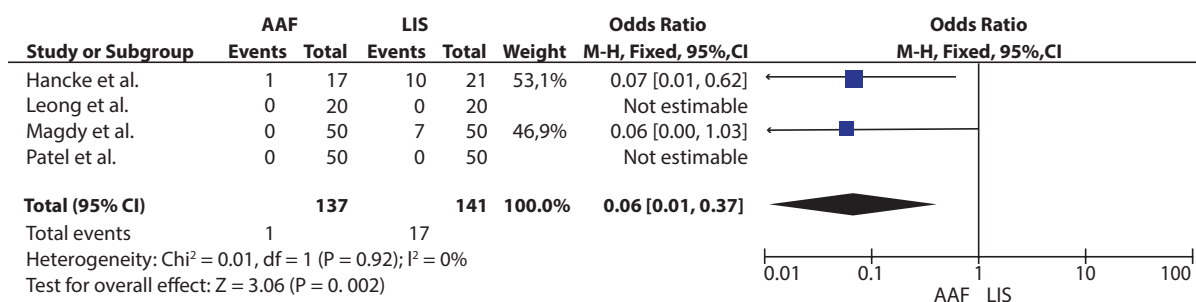 AAF LIS Odds Ratio Odds Ratio
Study or Subgroup Events Total Events Total Weight M-H, Fixed, 95%,CI M-H, Fixed, 95%,CI
Hancke et al. 1 17 10 21 53,1% 0.07 [0.01, 0.62]
Leong et al. 0 20 0 20 Not estimable
Magdy et al. 0 50 7 50 46,9% 0.06 [0.00, 1.03]
Patel et al. 0 50 0 50 Not estimable
Total (95% CI) 137 141 100.0% 0.06 [0.01, 0.37]
Total events 1 17
Heterogeneity: Chi² = 0.01, df = 1 (P = 0.92); I² = 0%
Test for overall effect: Z = 3.06 (P = 0. 002)
0.01 0.1 1 10 100
AAF LIS